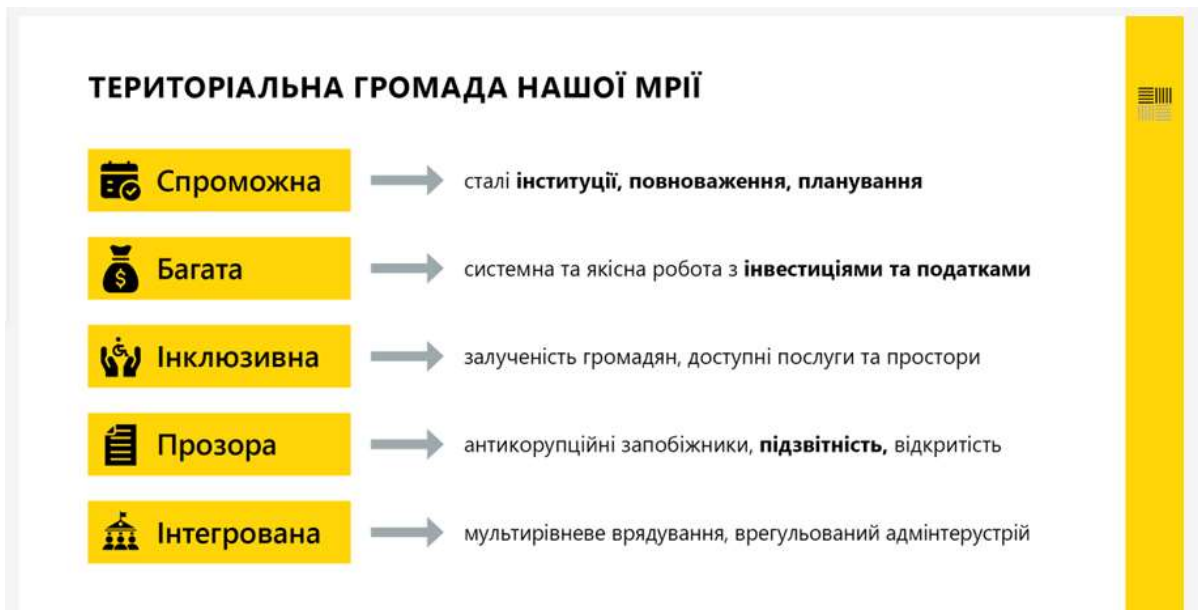 ТЕРИТОРІАЛЬНА ГРОМАДА НАШОЇ МРІЇ
Спроможна
сталі інституції, повноваження, планування
Багата
системна та якісна робота з інвестиціями та податками
Інклюзивна
залученість громадян, доступні послуги та простори
Прозора
антикорупційні запобіжники, підзвітність, відкритість
Інтегрована
мультирівневе врядування, врегульований адмінтерустрій